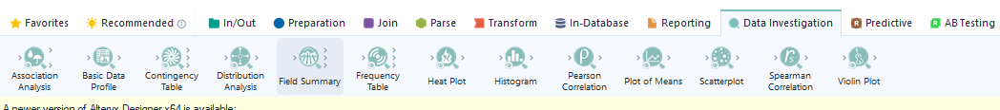 Favorites Recommended In/Out Preparation Join Parse Transform In-Database Reporting Data Investigation Predictive AB Testing
Association Analysis
Basic Data Profile
Contingency Table
Distribution Analysis
Field Summary
Frequency Table
Heat Plot
Histogram
Pearson Correlation
Plot of Means
Scatterplot
Spearman Correlation
Violin Plot
A newer version of Alteryx Designer x64 is available: